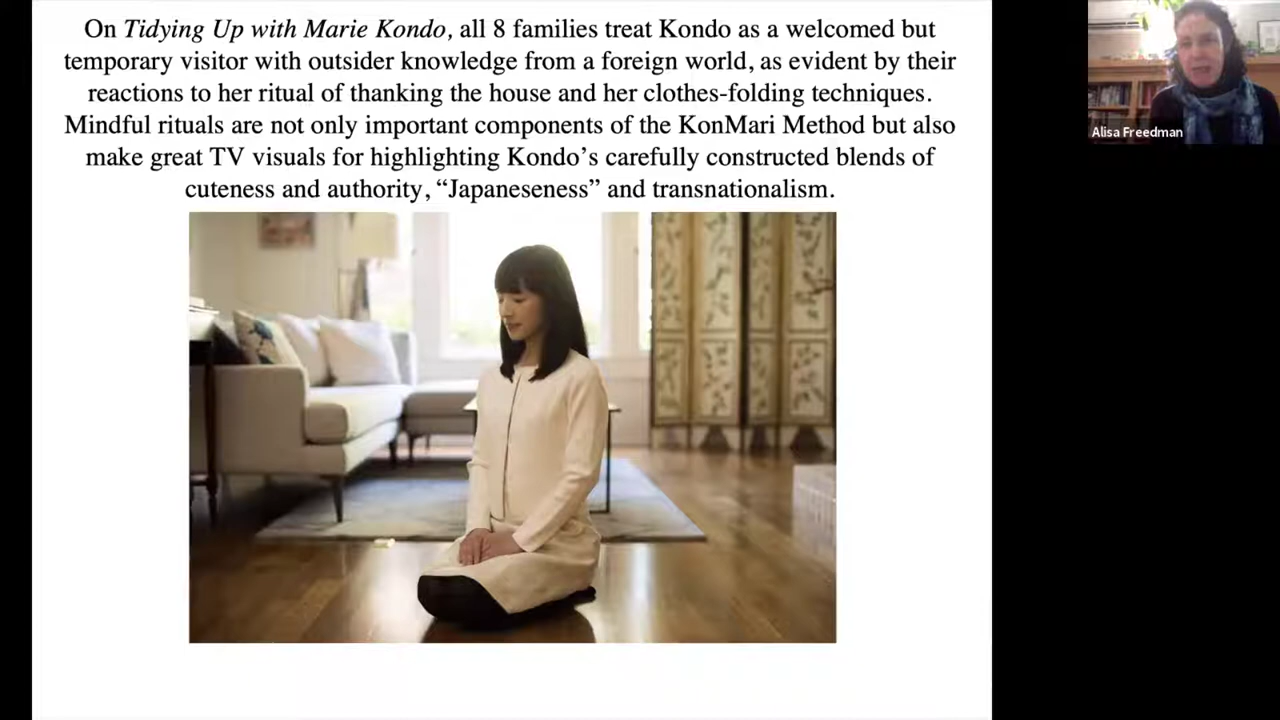 On Tidying Up with Marie Kondo, all 8 families treat Kondo as a welcomed but
temporary visitor with outsider knowledge from a foreign world, as evident by their
reactions to her ritual of thanking the house and her clothes-folding techniques.
Mindful rituals are not only important components of the KonMari Method but also
make great TV visuals for highlighting Kondo’s carefully constructed blends of
cuteness and authority, “Japaneseness” and transnationalism.
Alisa Freedman